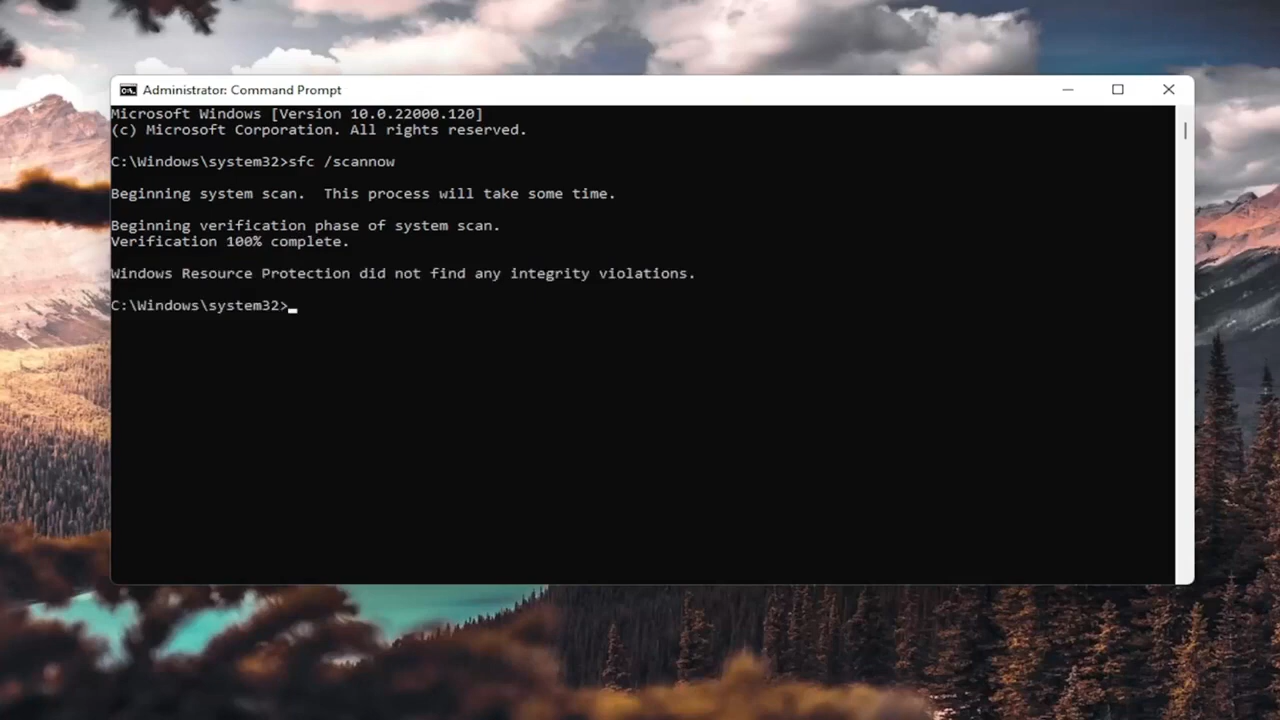 Administrator: Command Prompt
Microsoft Windows [Version 10.0.22000.120]
(c) Microsoft Corporation. All rights reserved.
C:\Windows\system32>sfc /scannow
Beginning system scan.  This process will take some time.
Beginning verification phase of system scan.
Verification 100% complete.
Windows Resource Protection did not find any integrity violations.
C:\Windows\system32>